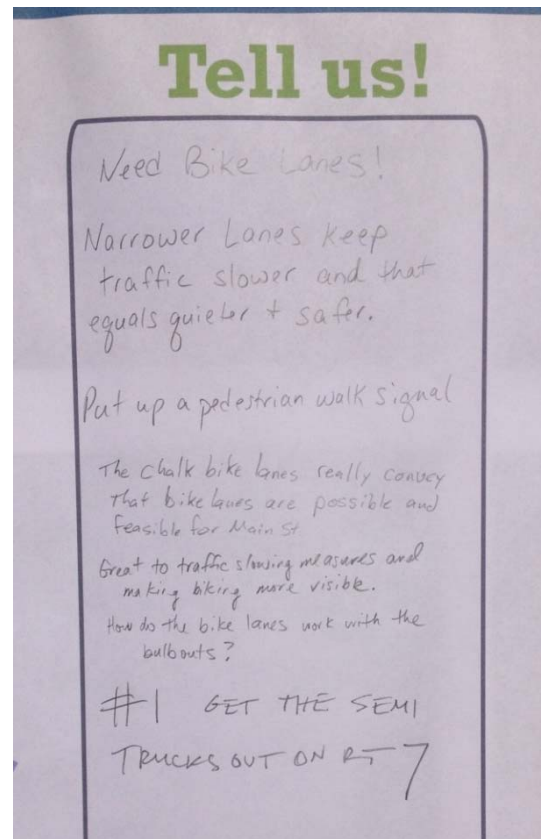 Tell us!
Need Bike Lanes!
Narrower Lanes keep
traffic slower and that
equals quieter + safer.
Put up a pedestrian walk signal
The chalk bike lanes really convey
that bike lanes are possible and
feasible for Main St
Great to traffic slowing measures and
making biking more visible.
How do the bike lanes work with the
bulbouts?
#1 GET THE SEMI
TRUCKS OUT ON RT 7